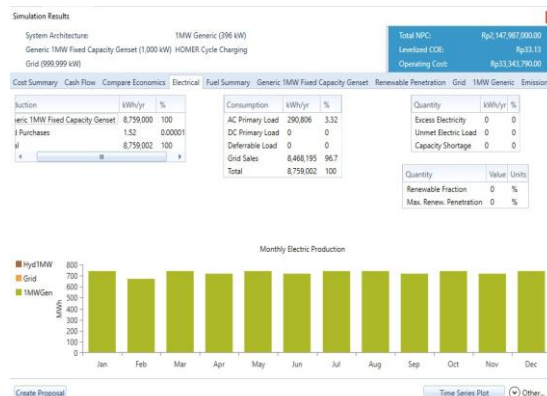 Simulation Results
System Architecture: 1MW Generic (396 kW)
Generic 1MW Fixed Capacity Genset (1,000 kW) HOMER Cycle Charging
Grid (999.999 kW)
Total NPC: Rp2,147,987,000.00
Levelized COE: Rp33.13
Operating Cost: Rp33,343,790.00
Cost Summary Cash Flow Compare Economics Electrical Fuel Summary Generic 1MW Fixed Capacity Genset Renewable Penetration Grid 1MW Generic Emission
duction kWh/yr %
neric 1MW Fixed Capacity Genset 8,759,000 100
d Purchases 1.52 0.00001
al 8,759,002 100
Consumption kWh/yr %
AC Primary Load 290,806 3.32
DC Primary Load 0 0
Deferrable Load 0 0
Grid Sales 8,468,195 96.7
Total 8,759,002 100
Quantity kWh/yr %
Excess Electricity 0 0
Unmet Electric Load 0 0
Capacity Shortage 0 0
Quantity Value Units
Renewable Fraction 0 %
Max. Renew. Penetration 0 %
Monthly Electric Production
Hyd1MW
Grid
1MWGen
MWh
800
700
600
500
400
300
200
100
0
Jan Feb Mar Apr May Jun Jul Aug Sep Oct Nov Dec
Create Proposal Time Series Plot Other...